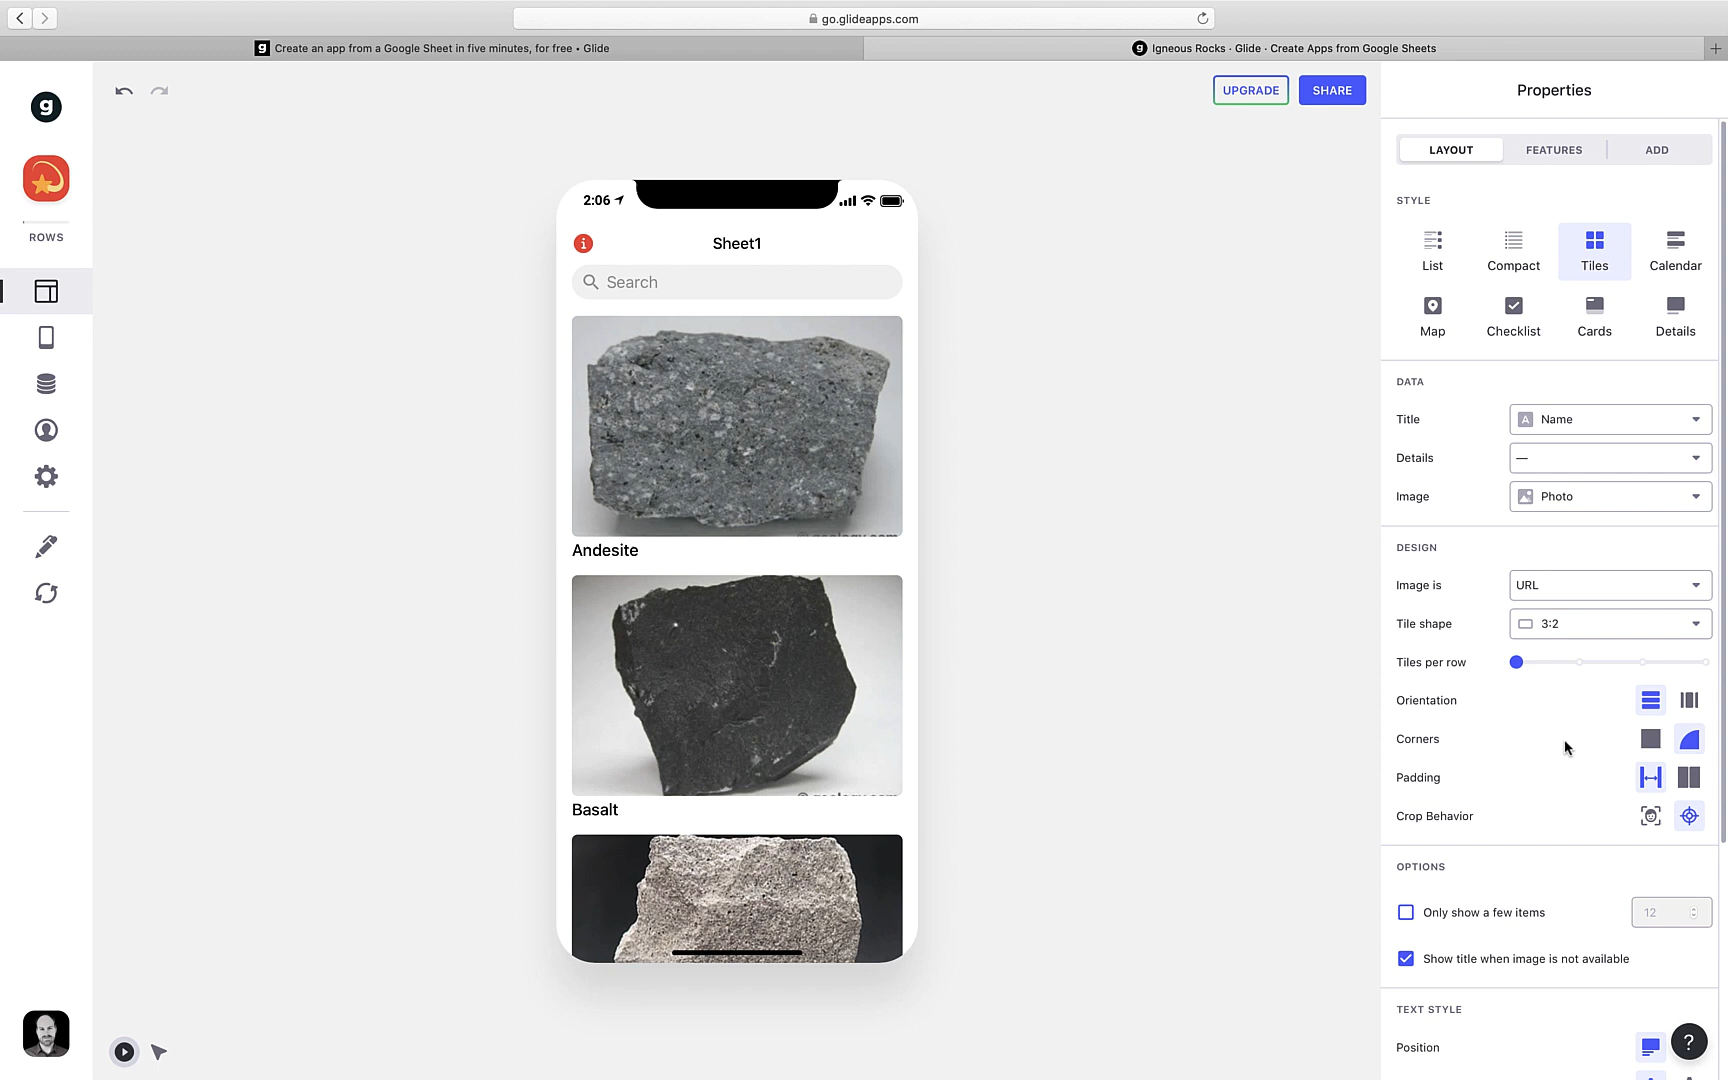 go.glideapps.com
g Create an app from a Google Sheet in five minutes, for free • Glide
g Igneous Rocks · Glide · Create Apps from Google Sheets
g
ROWS
UPGRADE
SHARE
2:06
Sheet1
Search
Andesite
Basalt
Properties
LAYOUT
FEATURES
ADD
STYLE
List
Compact
Tiles
Calendar
Map
Checklist
Cards
Details
DATA
Title
A Name
Details
—
Image
Photo
DESIGN
Image is
URL
Tile shape
3:2
Tiles per row
Orientation
Corners
Padding
Crop Behavior
OPTIONS
Only show a few items
12
Show title when image is not available
TEXT STYLE
Position
?